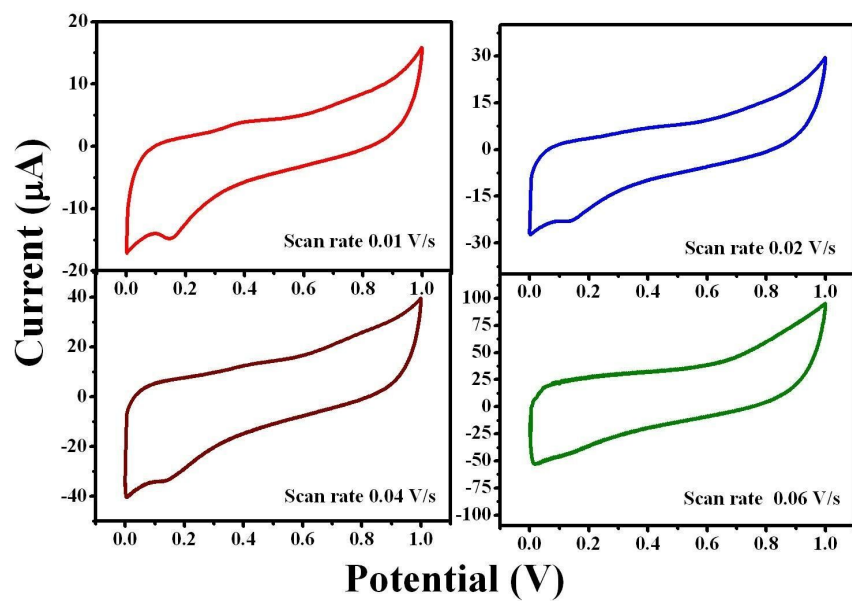 Current (µA)
20
10
0
-10
-20
Scan rate 0.01 V/s
0.0 0.2 0.4 0.6 0.8 1.0
30
15
0
-15
-30
Scan rate 0.02 V/s
0.0 0.2 0.4 0.6 0.8 1.0
40
20
0
-20
-40
Scan rate 0.04 V/s
0.0 0.2 0.4 0.6 0.8 1.0
100
75
50
25
0
-25
-50
-75
-100
Scan rate 0.06 V/s
0.0 0.2 0.4 0.6 0.8 1.0
Potential (V)